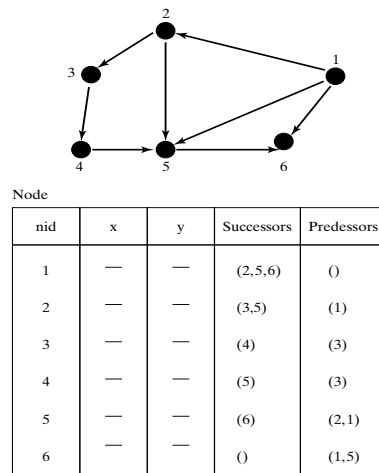 2
1
3
4
5
6
Node
nid x y Successors Predessors
1 — — (2,5,6) ()
2 — — (3,5) (1)
3 — — (4) (3)
4 — — (5) (3)
5 — — (6) (2,1)
6 — — () (1,5)